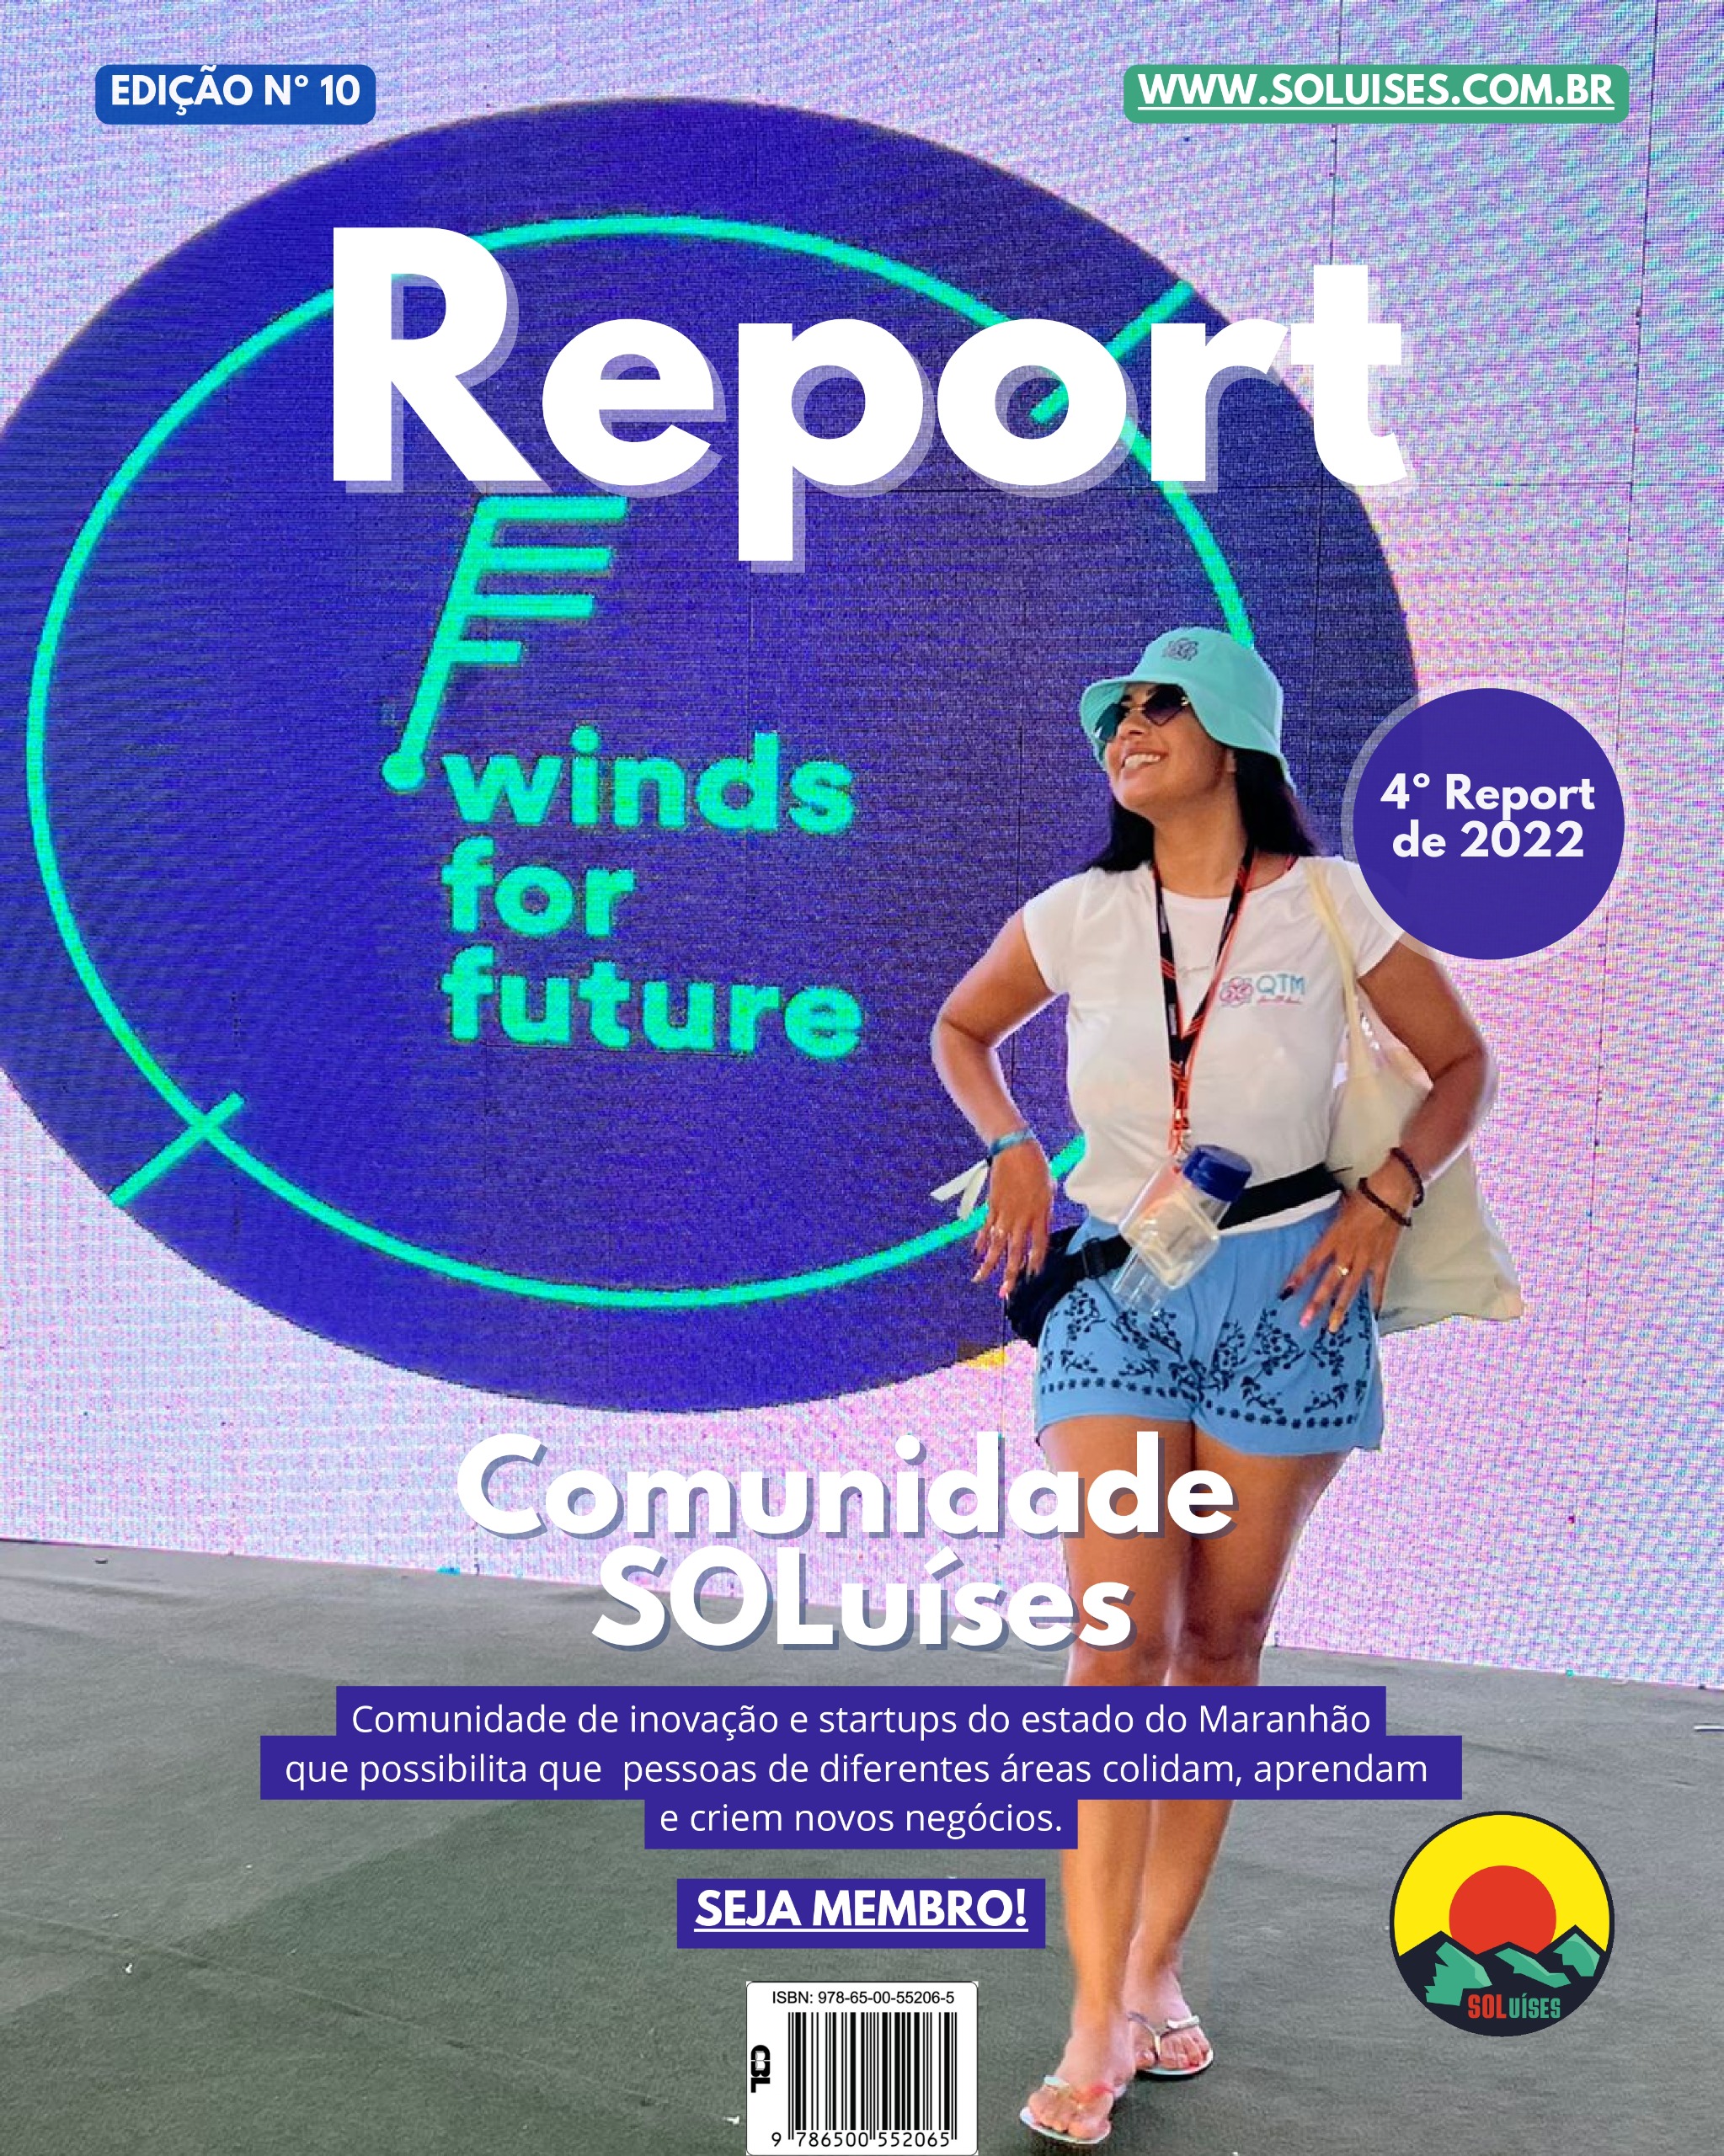 EDIÇÃO Nº 10
WWW.SOLUISES.COM.BR
Report
winds
for
future
4º Report
de 2022
QTM
Comunidade
SOLuíses
Comunidade de inovação e startups do estado do Maranhão
que possibilita que pessoas de diferentes áreas colidam, aprendam
e criem novos negócios.
SEJA MEMBRO!
SOLUÍSES
ISBN: 978-65-00-55206-5
CBL
9 786500 552065